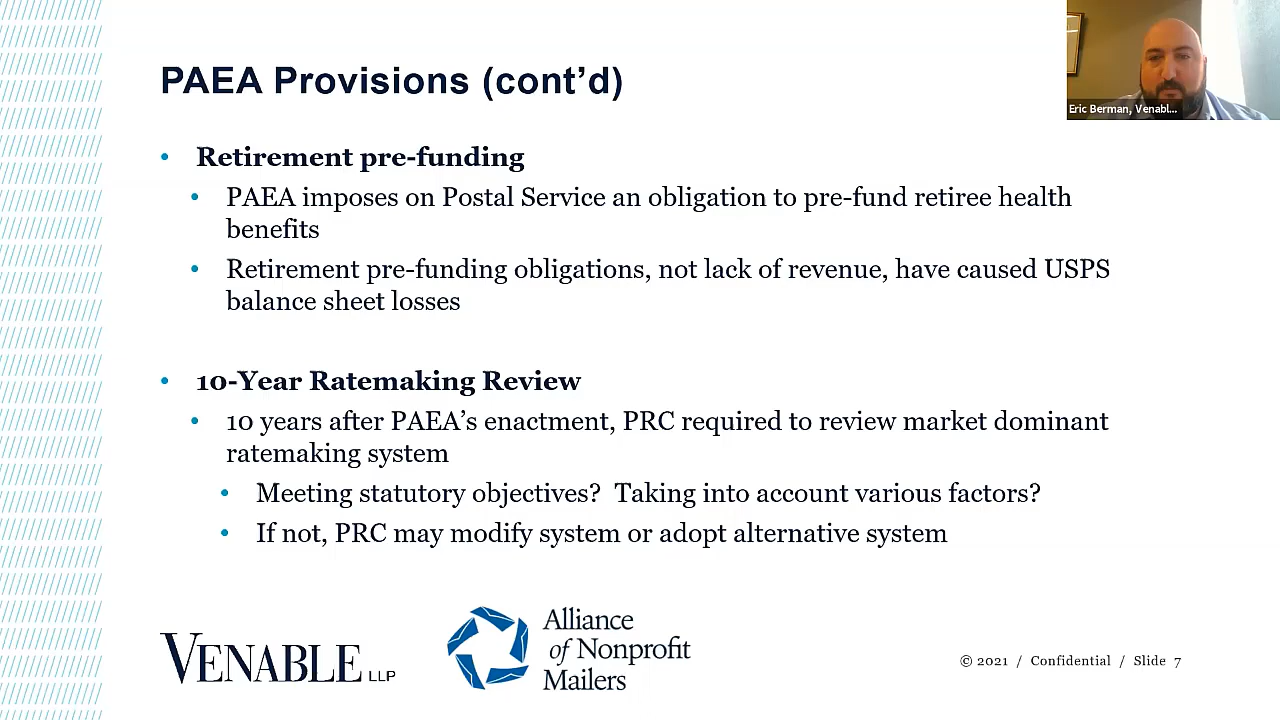 PAEA Provisions (cont’d)
Eric Berman, Venabl...
• Retirement pre-funding
• PAEA imposes on Postal Service an obligation to pre-fund retiree health
benefits
• Retirement pre-funding obligations, not lack of revenue, have caused USPS
balance sheet losses
• 10-Year Ratemaking Review
• 10 years after PAEA’s enactment, PRC required to review market dominant
ratemaking system
• Meeting statutory objectives?  Taking into account various factors?
• If not, PRC may modify system or adopt alternative system
VENABLE LLP
Alliance
of Nonprofit
Mailers
© 2021 / Confidential / Slide 7